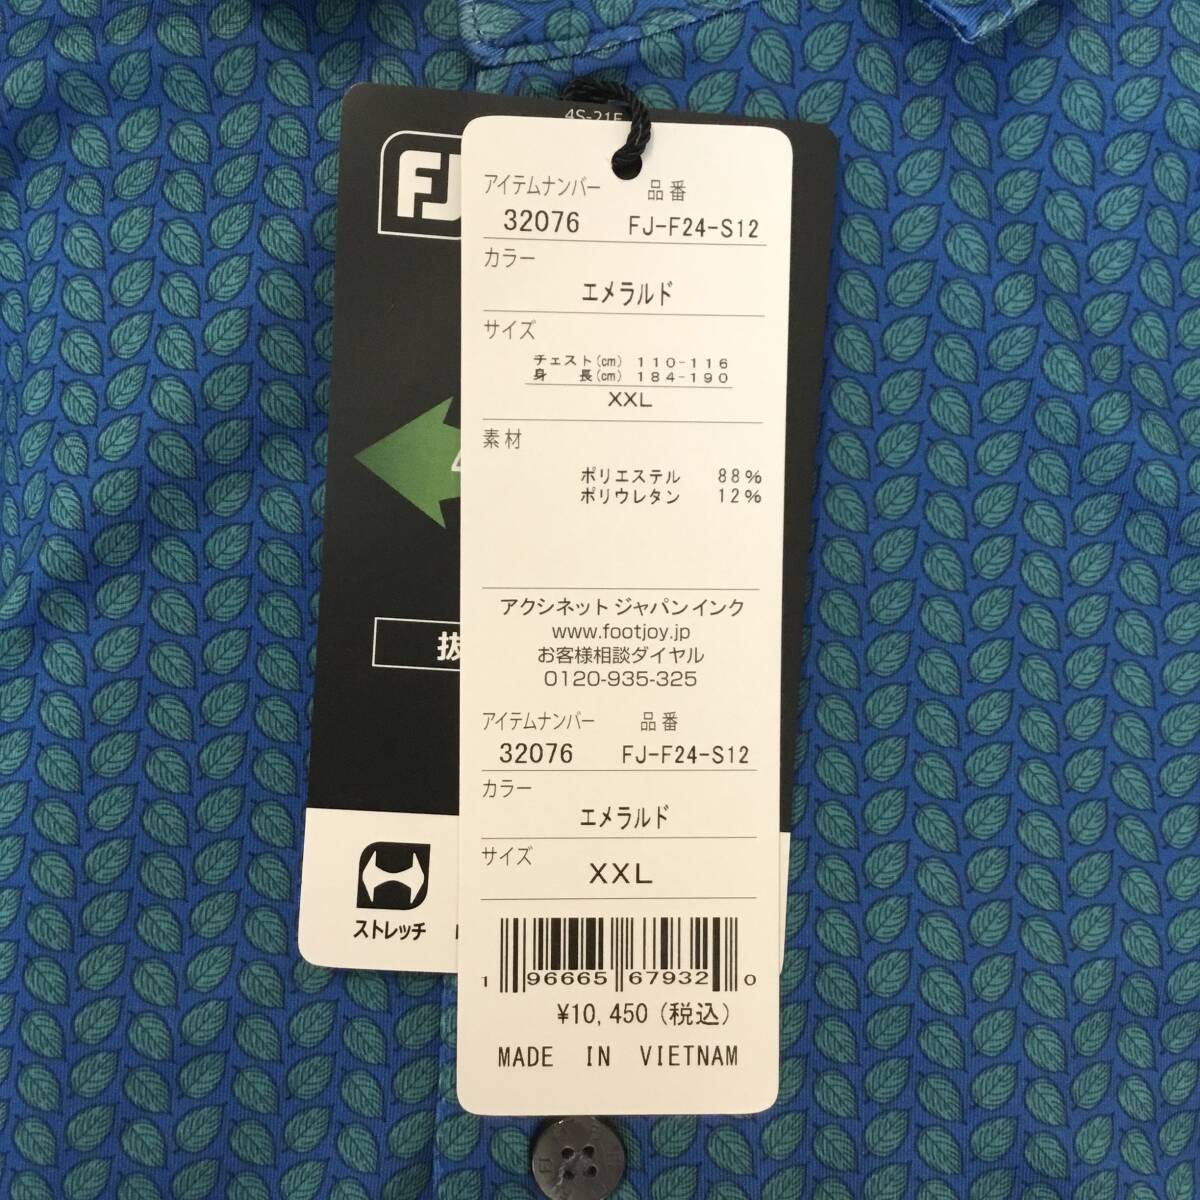 4S-21F
FJ
アイテムナンバー 品番
32076 FJ-F24-S12
カラー
エメラルド
サイズ
チェスト(cm) 110-116
身 長(cm) 184-190
XXL
素材
ポリエステル 88%
ポリウレタン 12%
アクシネット ジャパン インク
www.footjoy.jp
お客様相談ダイヤル
0120-935-325
アイテムナンバー 品番
32076 FJ-F24-S12
カラー
エメラルド
サイズ
XXL
1 96665 67932 0
¥10,450 (税込)
MADE IN VIETNAM
4
抜
ストレッチ
FJ